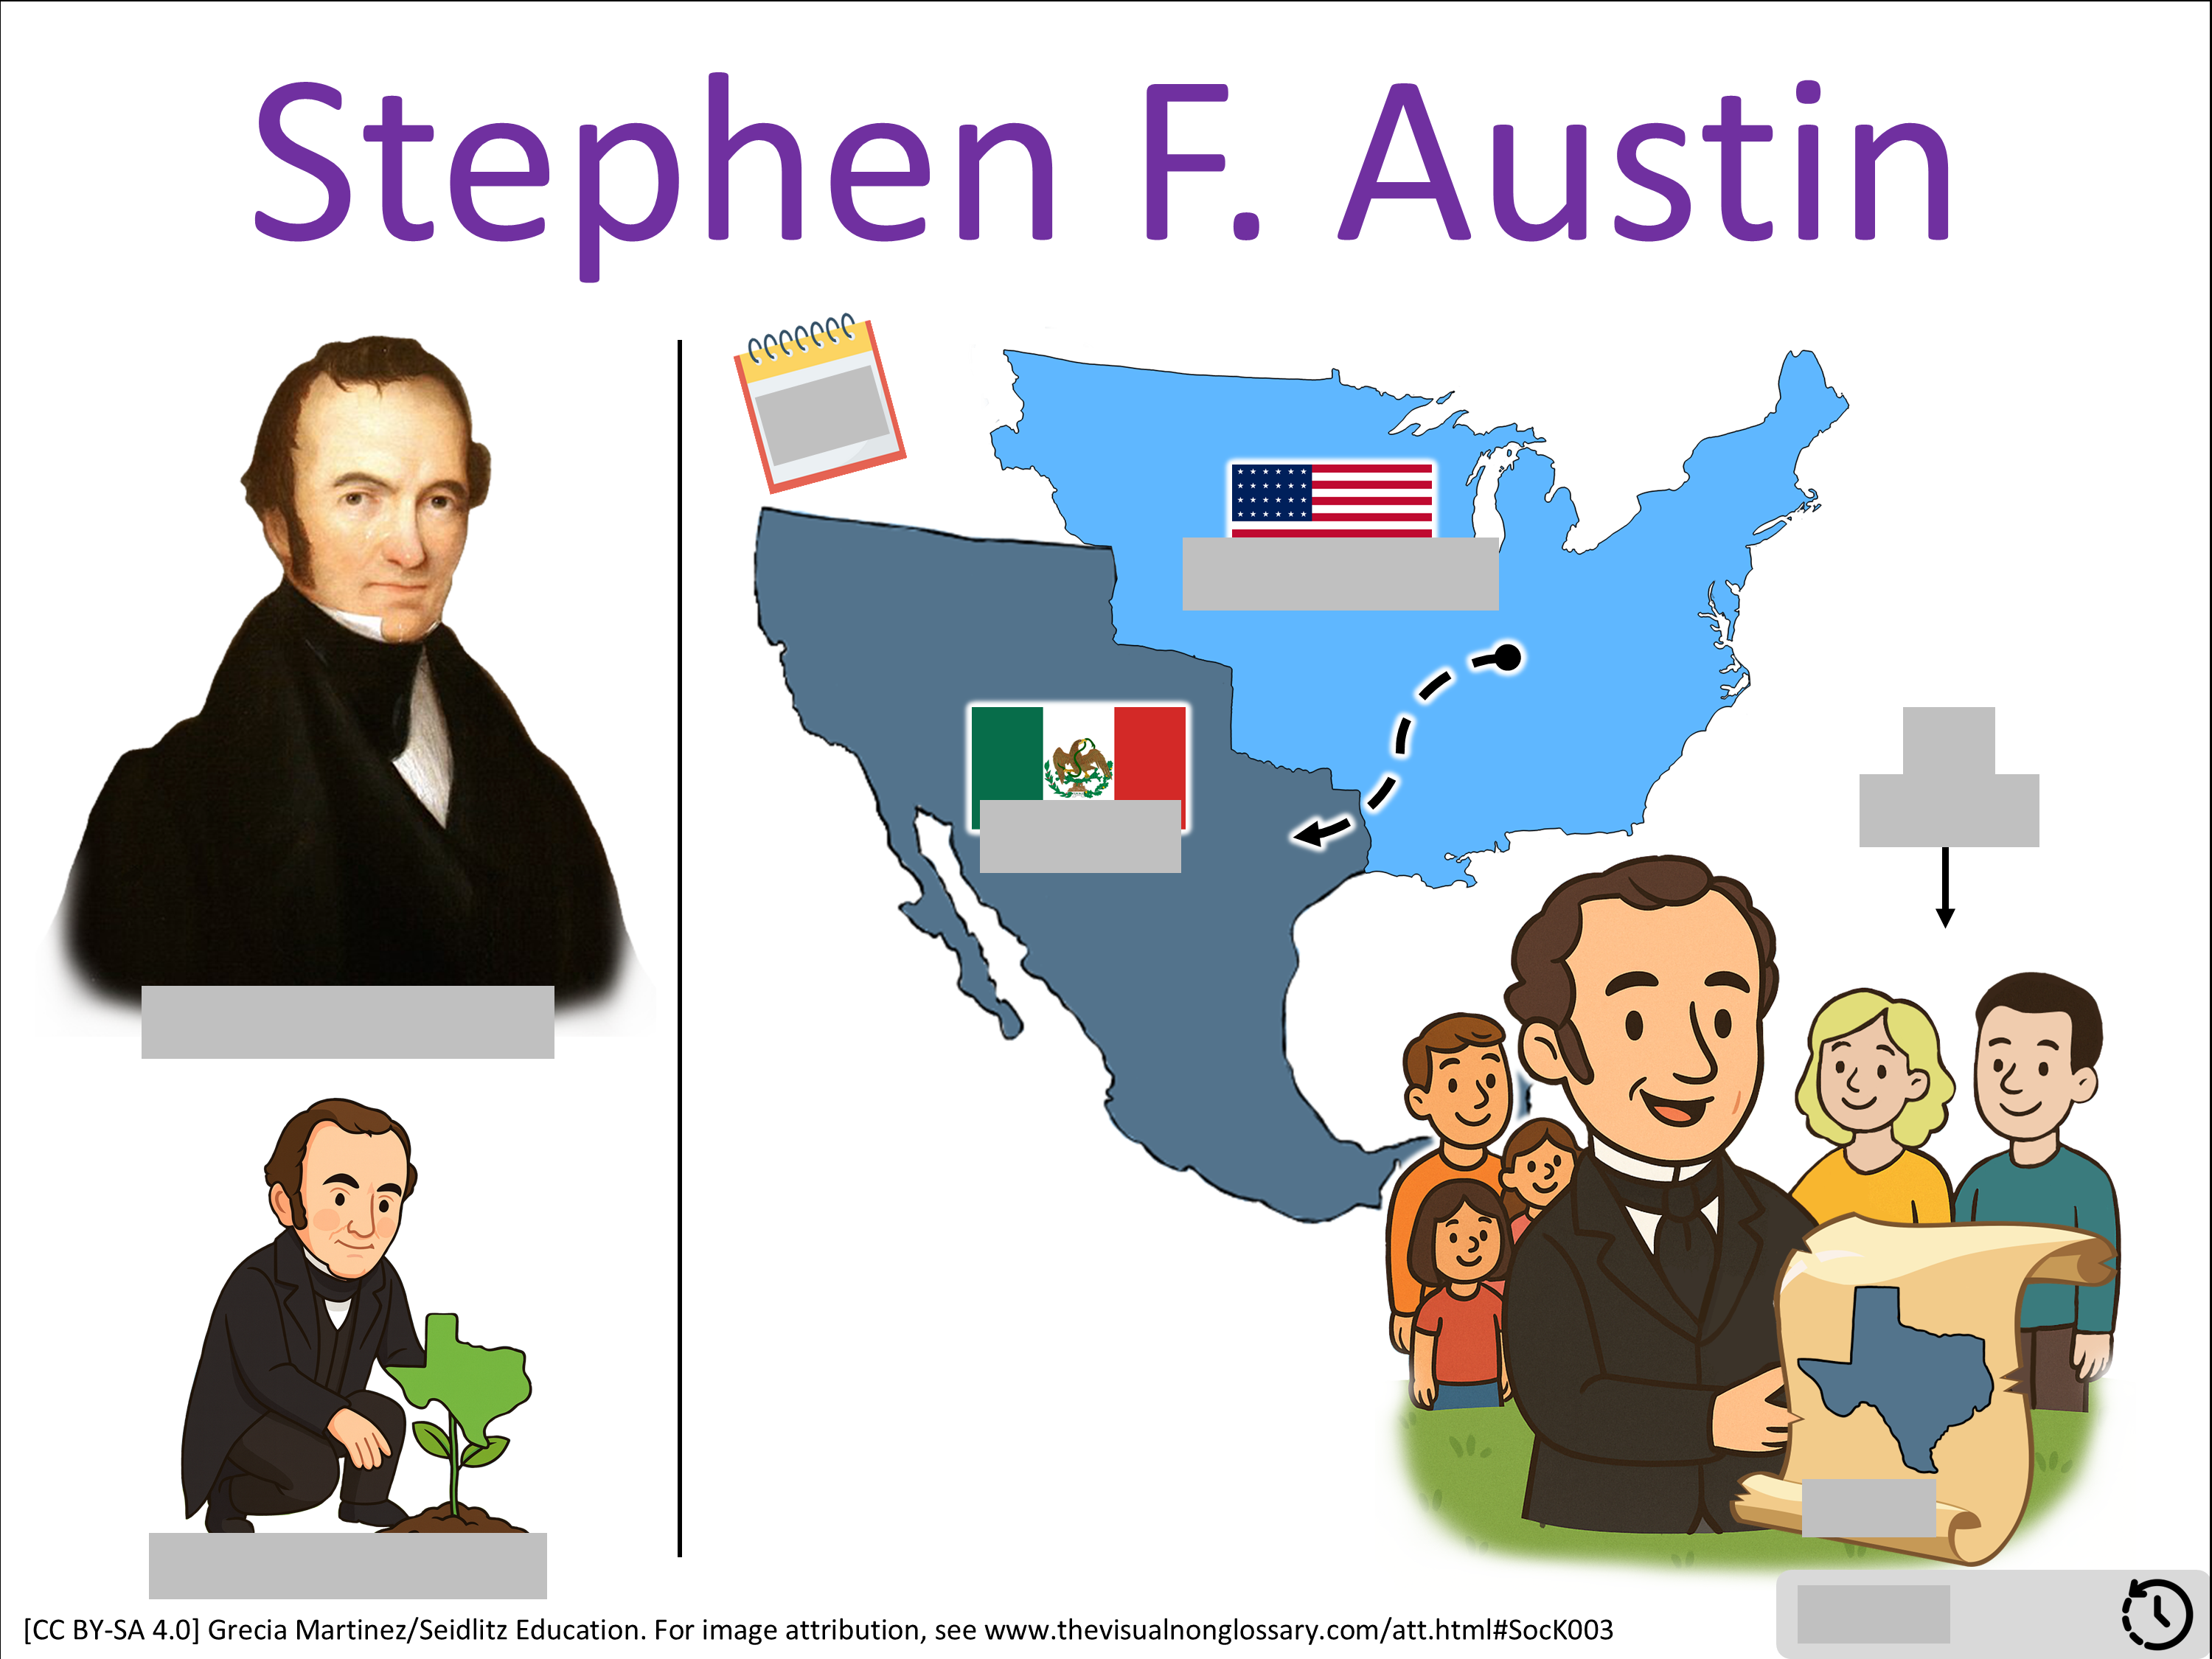 Stephen F. Austin
[CC BY-SA 4.0] Grecia Martinez/Seidlitz Education. For image attribution, see www.thevisualnonglossary.com/att.html#SocK003